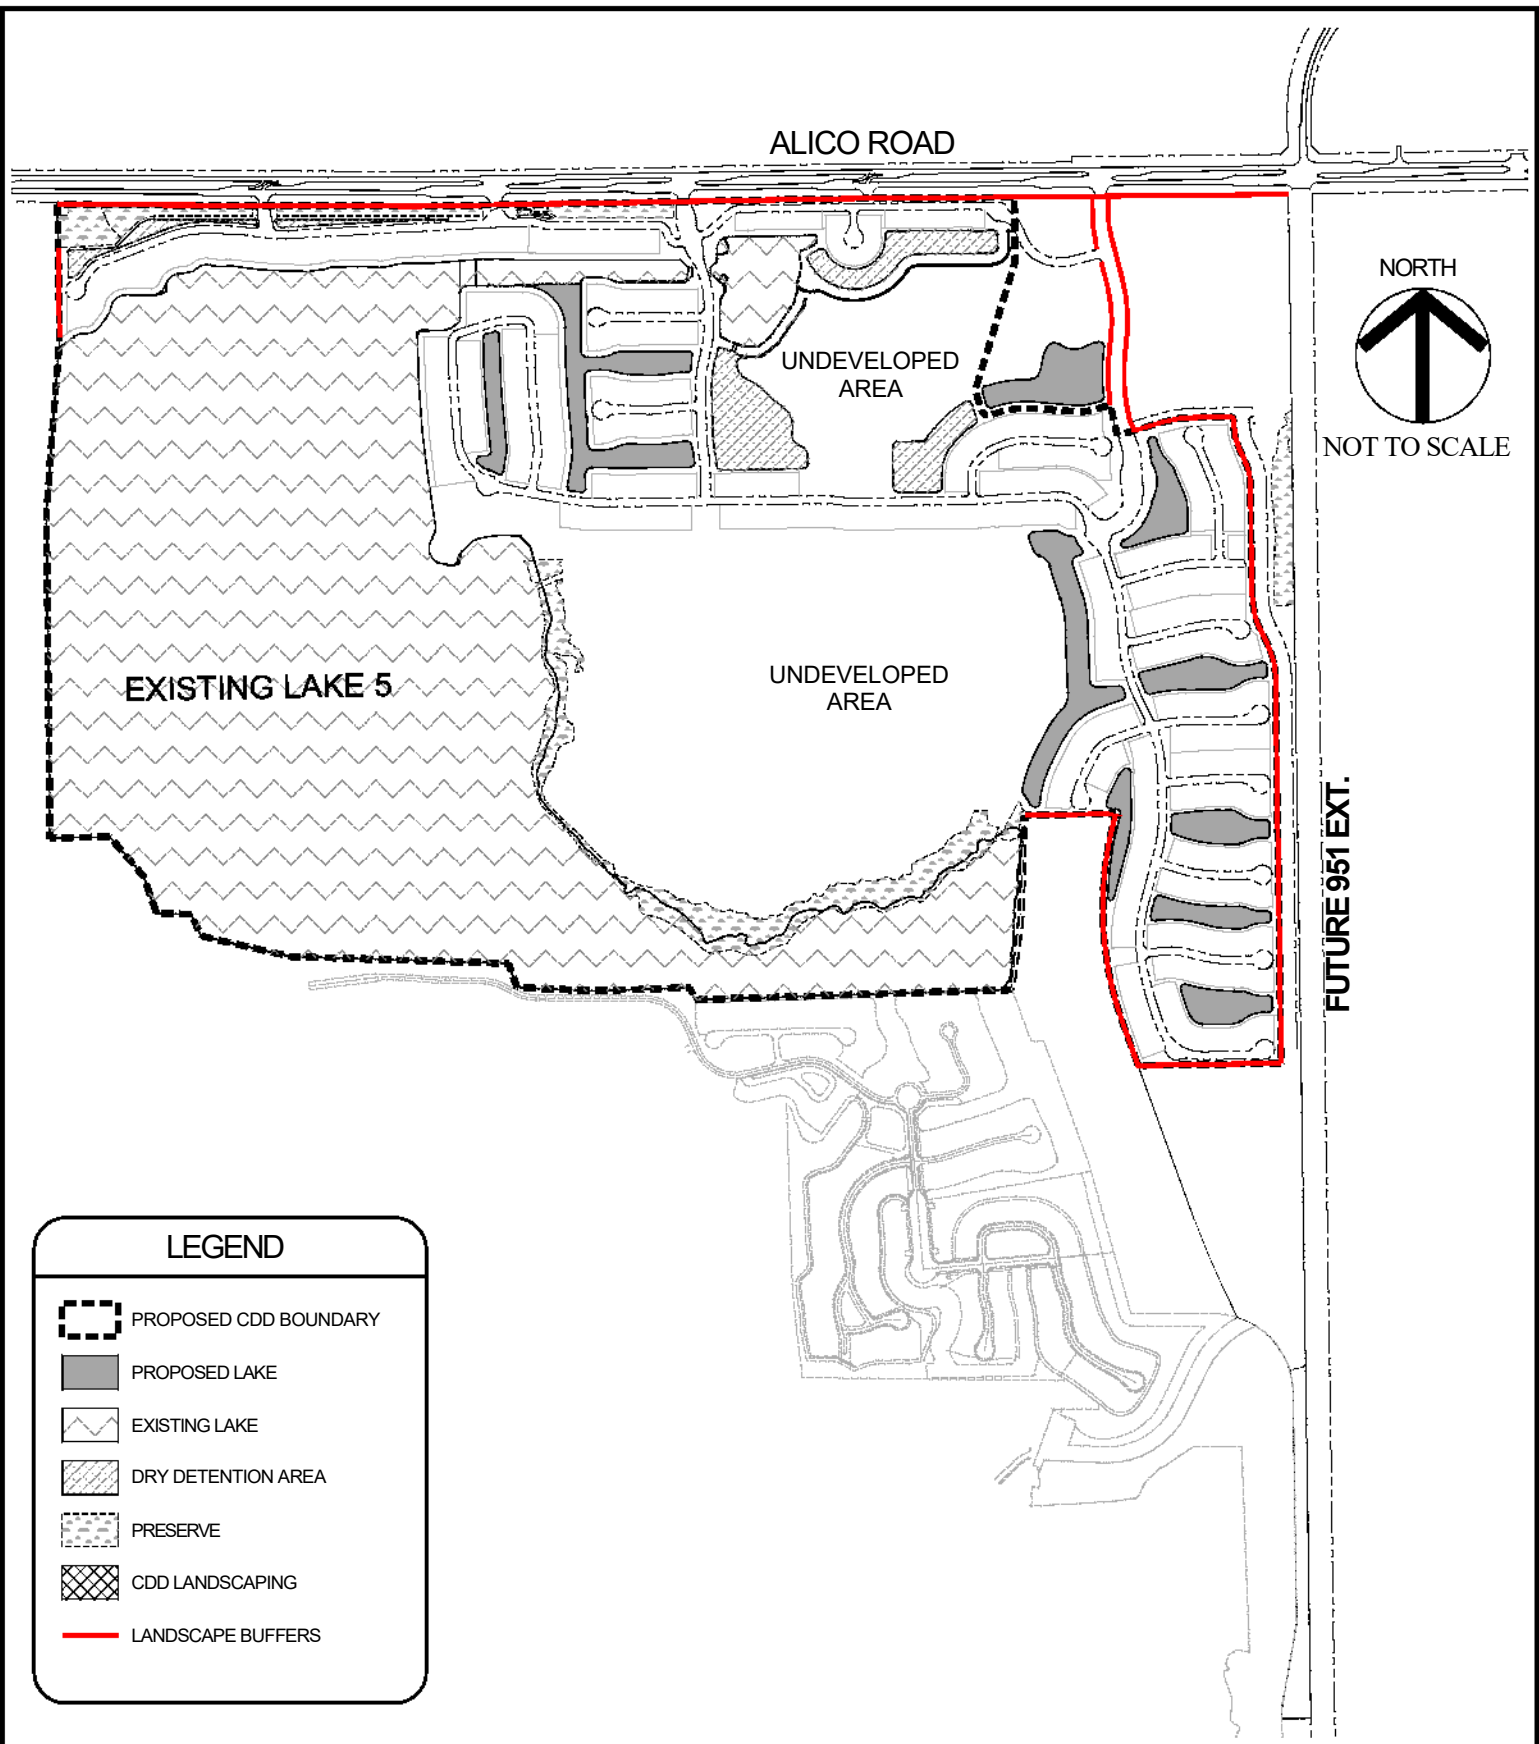 ALICO ROAD
NORTH
NOT TO SCALE
UNDEVELOPED
AREA
EXISTING LAKE 5
UNDEVELOPED
AREA
FUTURE 951 EXT.
LEGEND
PROPOSED CDD BOUNDARY
PROPOSED LAKE
EXISTING LAKE
DRY DETENTION AREA
PRESERVE
CDD LANDSCAPING
LANDSCAPE BUFFERS